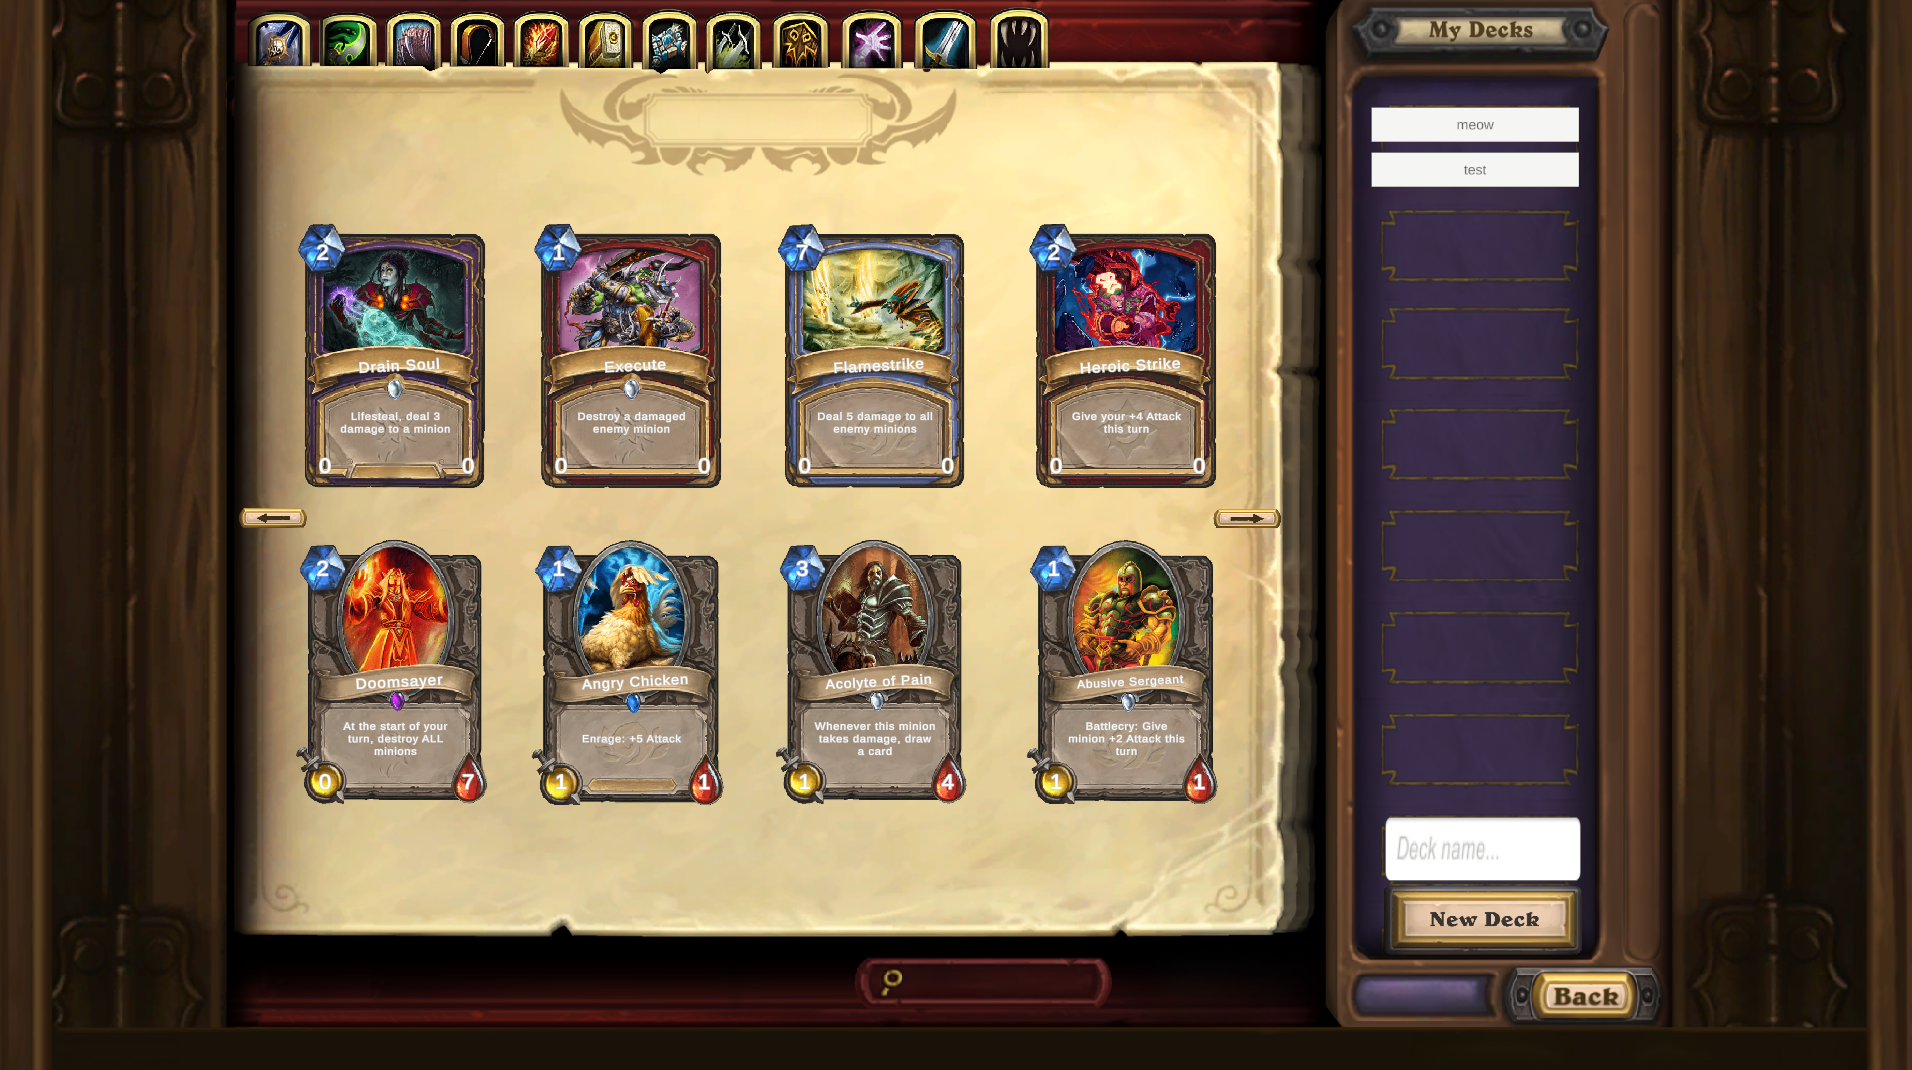 My Decks
meow
test
2
Drain Soul
Lifesteal, deal 3
damage to a minion
0
0
1
Execute
Destroy a damaged
enemy minion
0
0
7
Flamestrike
Deal 5 damage to all
enemy minions
0
0
2
Heroic Strike
Give your +4 Attack
this turn
0
0
2
Doomsayer
At the start of your
turn, destroy ALL
minions
0
7
1
Angry Chicken
Enrage: +5 Attack
1
1
3
Acolyte of Pain
Whenever this minion
takes damage, draw
a card
1
4
1
Abusive Sergeant
Battlecry: Give
minion +2 Attack this
turn
1
1
Deck name...
New Deck
Back